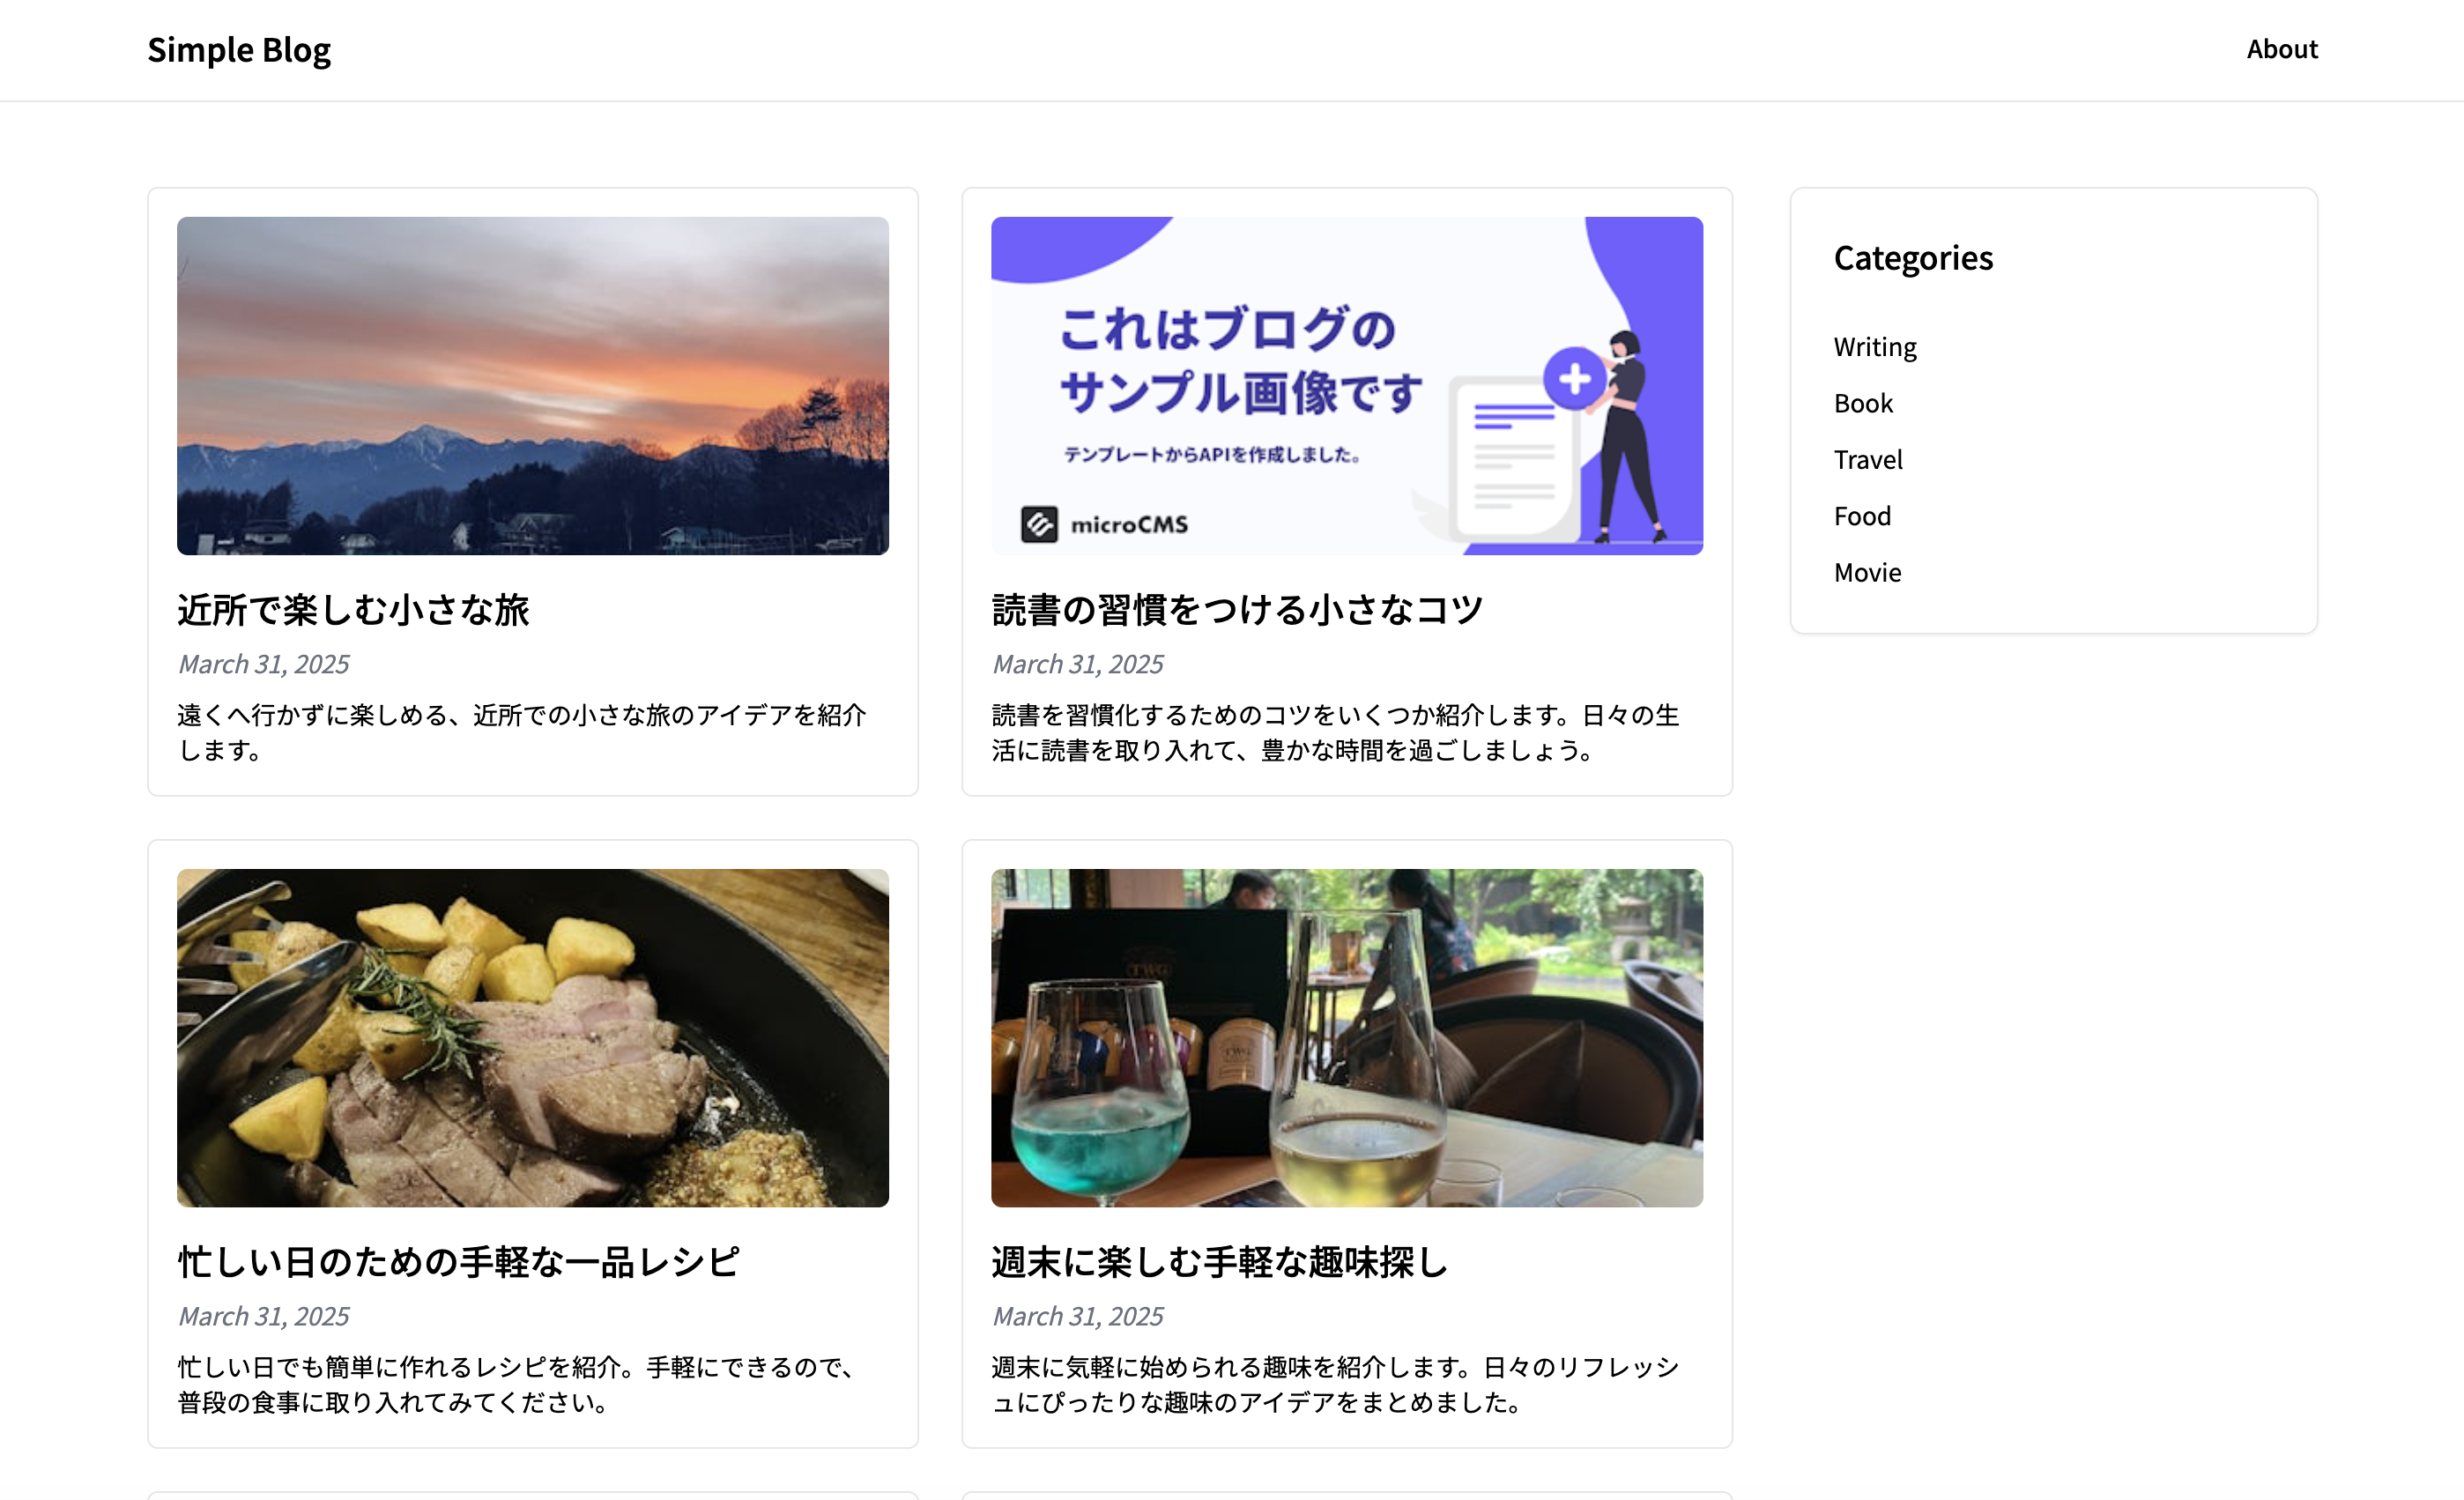 Simple Blog
About
これはブログの
サンプル画像です
テンプレートからAPIを作成しました。
microCMS
近所で楽しむ小さな旅
March 31, 2025
遠くへ行かずに楽しめる、近所での小さな旅のアイデアを紹介
します。
読書の習慣をつける小さなコツ
March 31, 2025
読書を習慣化するためのコツをいくつか紹介します。日々の生
活に読書を取り入れて、豊かな時間を過ごしましょう。
Categories
Writing
Book
Travel
Food
Movie
TWG
TWG
忙しい日のための手軽な一品レシピ
March 31, 2025
忙しい日でも簡単に作れるレシピを紹介。手軽にできるので、
普段の食事に取り入れてみてください。
週末に楽しむ手軽な趣味探し
March 31, 2025
週末に気軽に始められる趣味を紹介します。日々のリフレッシ
ュにぴったりな趣味のアイデアをまとめました。